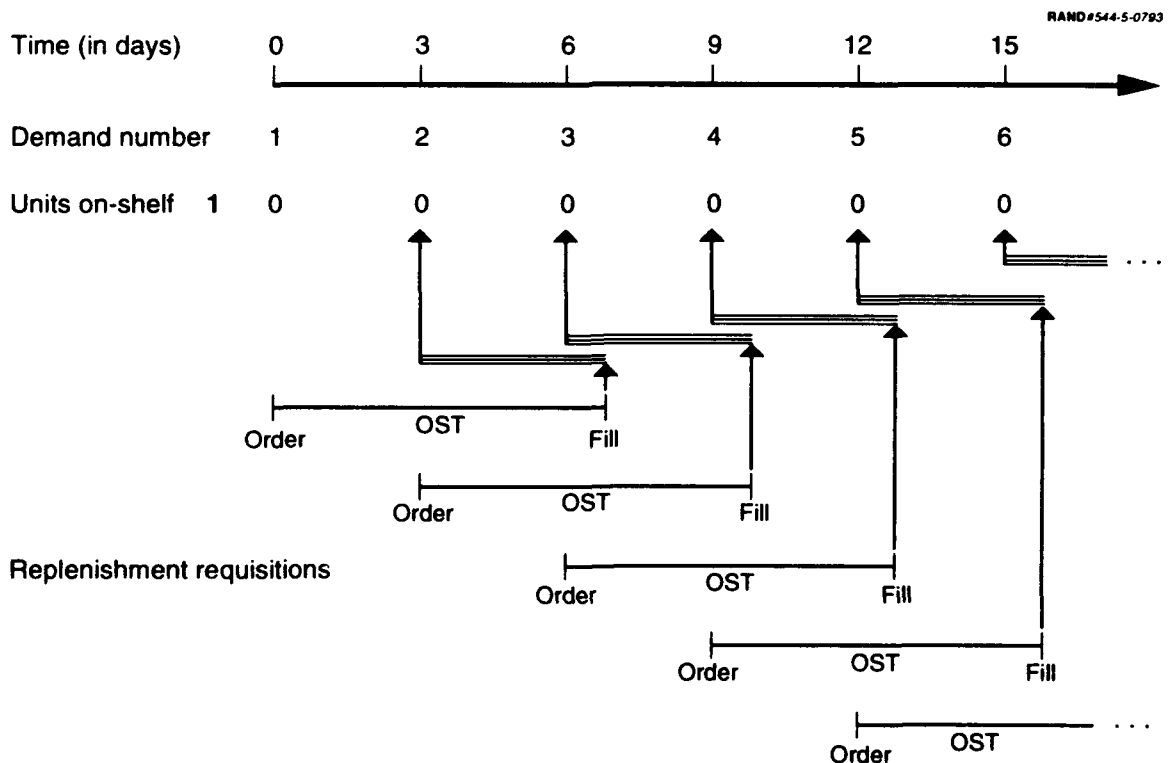 RAND#544-5-0793
Time (in days) 0 3 6 9 12 15
Demand number 1 2 3 4 5 6
Units on-shelf 1 0 0 0 0 0 0
. . .
OST
Order Fill
OST
Order Fill
Replenishment requisitions
OST
Order Fill
OST
Order Fill
. . .
OST
Order